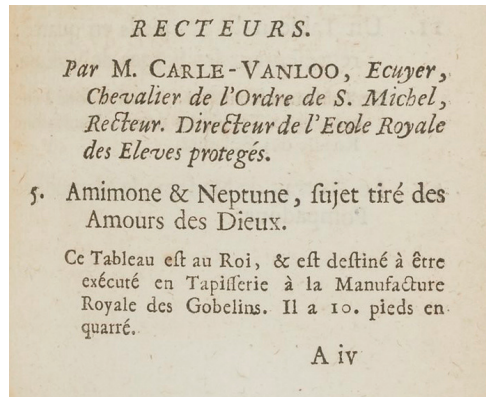 RECTEURS.
Par M. CARLE-VANLOO, Ecuyer,
Chevalier de l'Ordre de S. Michel,
Recteur. Directeur de l'Ecole Royale
des Eleves protegés.
5. Amimone & Neptune, ſujet tiré des
Amours des Dieux.
Ce Tableau eſt au Roi, & eſt deſtiné à être
exécuté en Tapiſſerie à la Manufacture
Royale des Gobelins. Il a 10. pieds en
quarré.
A iv